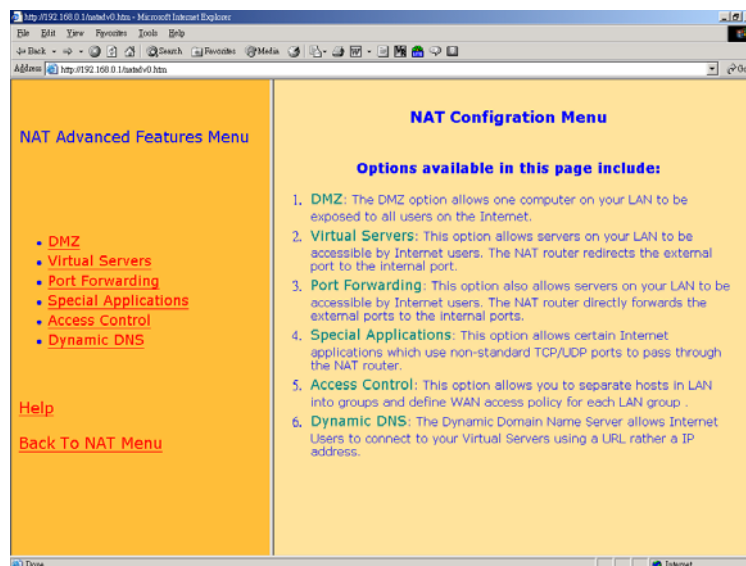 http://192.168.0.1/natadv0.htm - Microsoft Internet Explorer
File Edit View Favorites Tools Help
Back Search Favorites Media
Address http://192.168.0.1/natadv0.htm Go
NAT Advanced Features Menu
DMZ
Virtual Servers
Port Forwarding
Special Applications
Access Control
Dynamic DNS
Help
Back To NAT Menu
NAT Configration Menu
Options available in this page include:
1. DMZ: The DMZ option allows one computer on your LAN to be
exposed to all users on the Internet.
2. Virtual Servers: This option allows servers on your LAN to be
accessible by Internet users. The NAT router redirects the external
port to the internal port.
3. Port Forwarding: This option also allows servers on your LAN to be
accessible by Internet users. The NAT router directly forwards the
external ports to the internal ports.
4. Special Applications: This option allows certain Internet
applications which use non-standard TCP/UDP ports to pass through
the NAT router.
5. Access Control: This option allows you to separate hosts in LAN
into groups and define WAN access policy for each LAN group .
6. Dynamic DNS: The Dynamic Domain Name Server allows Internet
Users to connect to your Virtual Servers using a URL rather a IP
address.
Done Internet